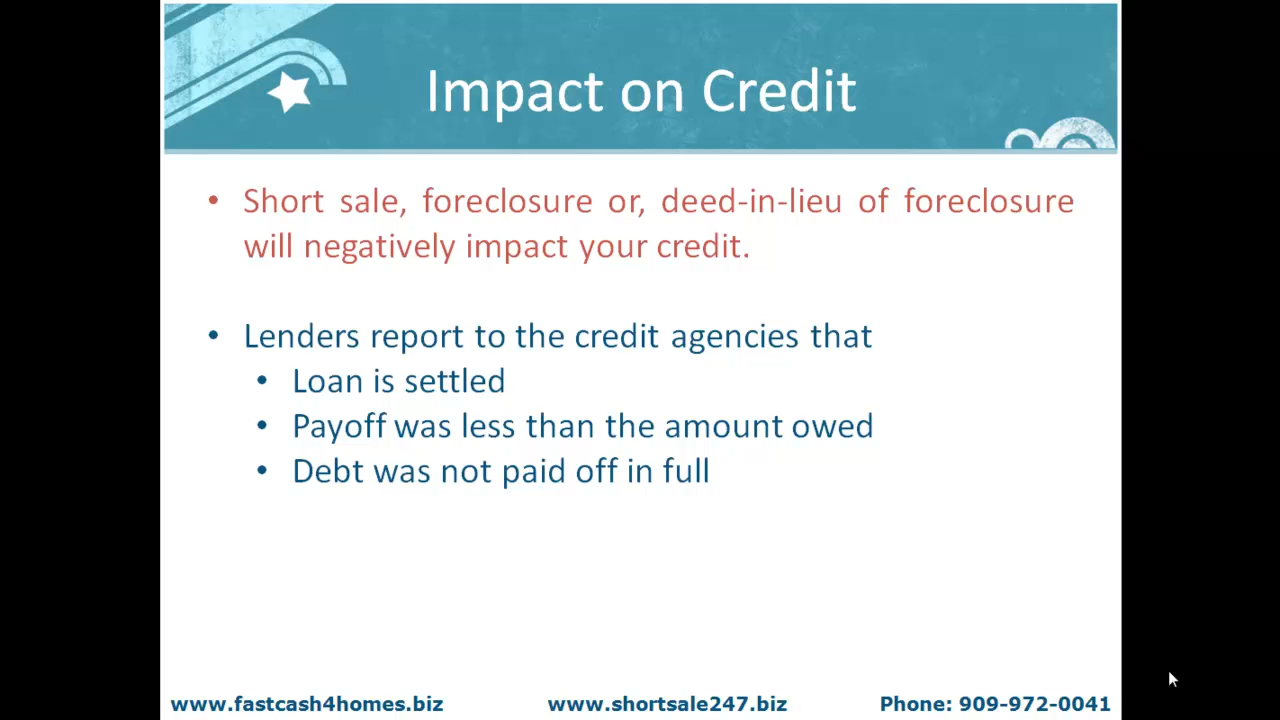 Impact on Credit
• Short sale, foreclosure or, deed-in-lieu of foreclosure
will negatively impact your credit.
• Lenders report to the credit agencies that
• Loan is settled
• Payoff was less than the amount owed
• Debt was not paid off in full
www.fastcash4homes.biz www.shortsale247.biz Phone: 909-972-0041